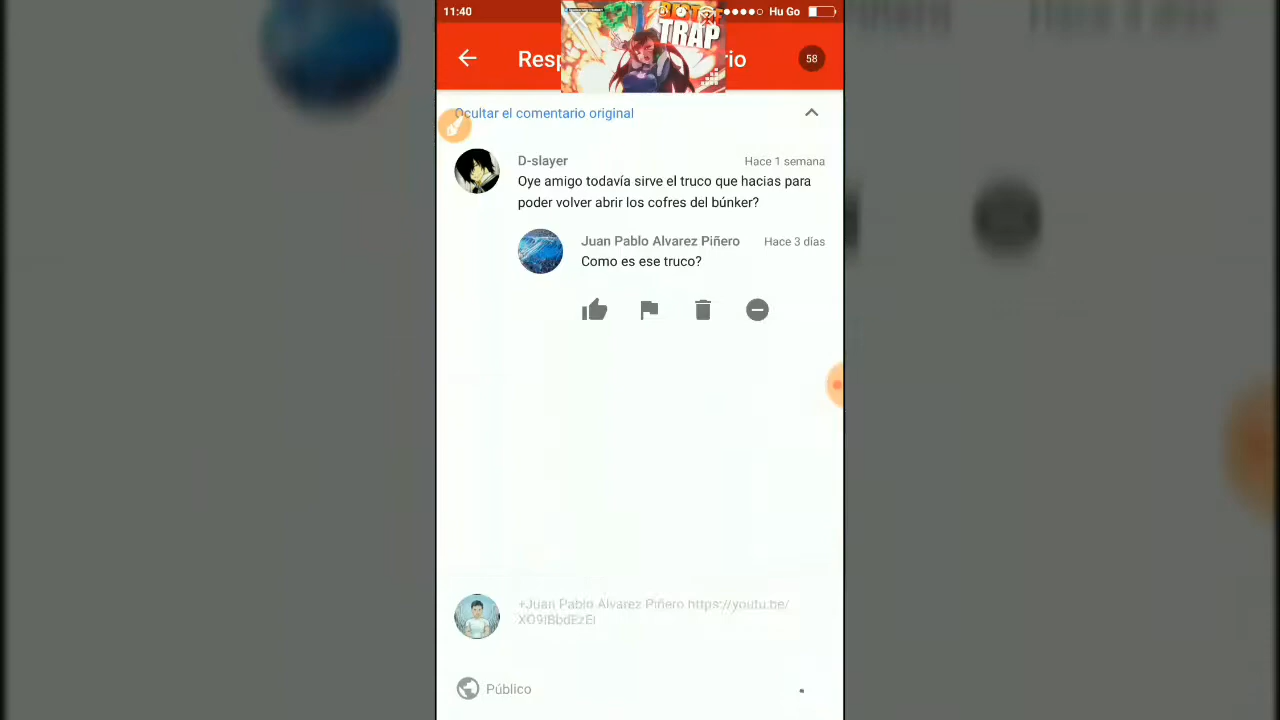 11:40
Hu Go
BEST OF
TRAP
Resp
rio
58
Ocultar el comentario original
D-slayer
Hace 1 semana
Oye amigo todavía sirve el truco que hacias para
poder volver abrir los cofres del búnker?
Juan Pablo Alvarez Piñero
Hace 3 días
Como es ese truco?
+Juan Pablo Alvarez Piñero https://youtu.be/
Público